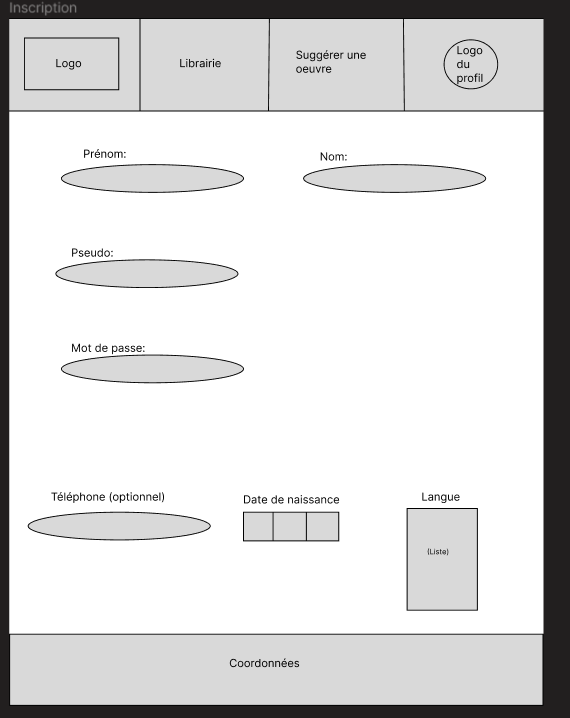 Inscription
Logo
Librairie
Suggérer une
oeuvre
Logo
du
profil
Prénom:
Nom:
Pseudo:
Mot de passe:
Téléphone (optionnel)
Date de naissance
Langue
(Liste)
Coordonnées